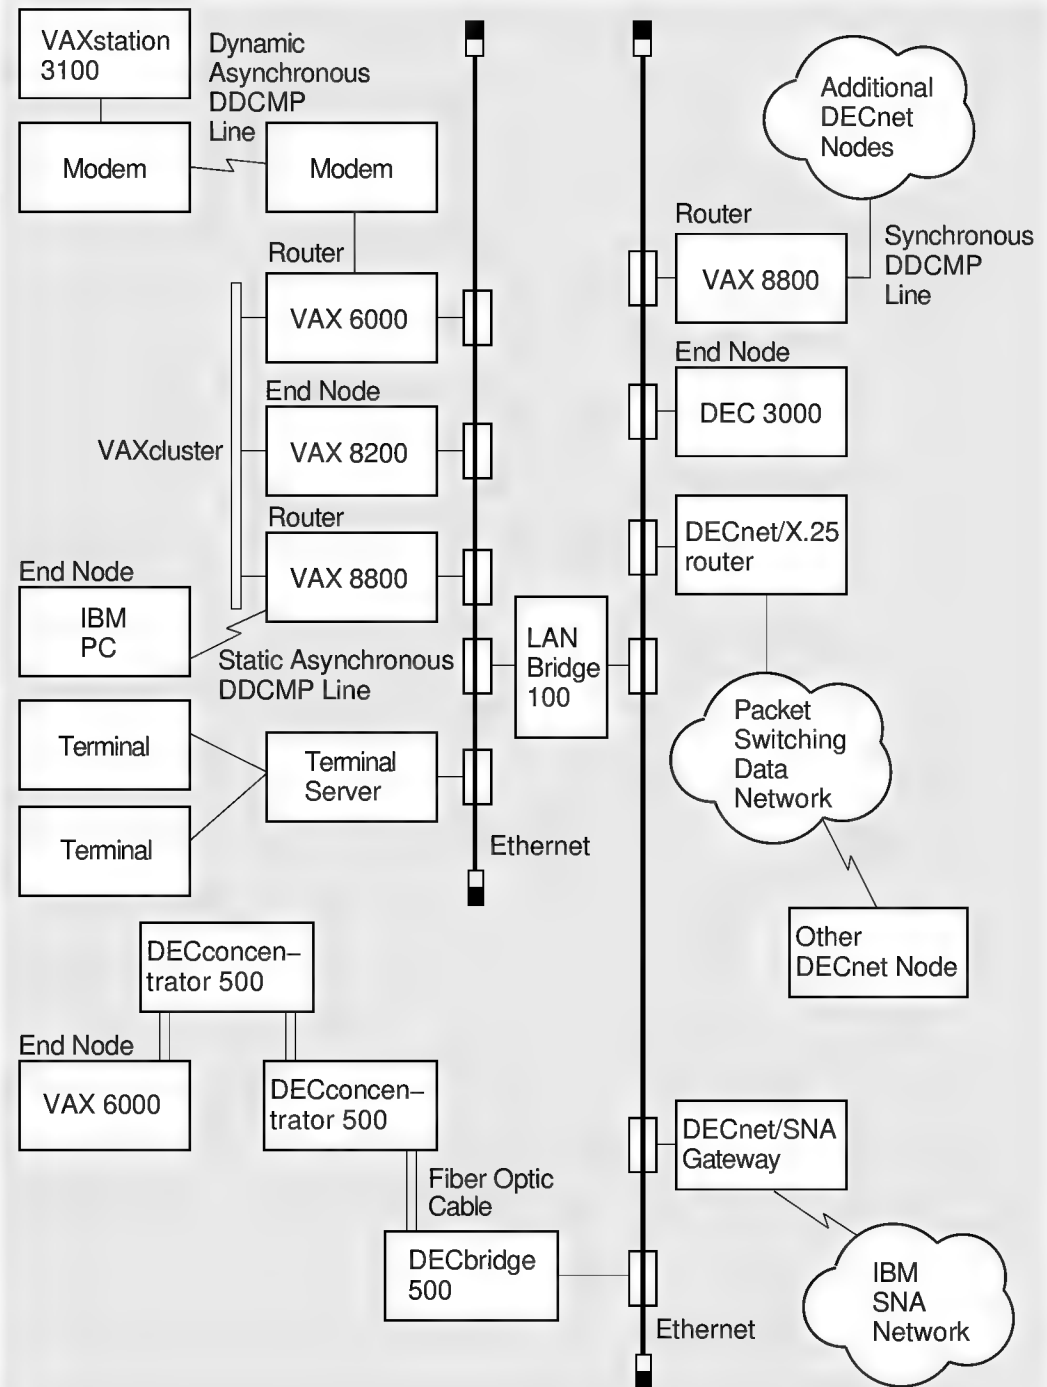 VAXstation
3100
Dynamic
Asynchronous
DDCMP
Line
Modem
Modem
Router
VAX 6000
End Node
VAX 8200
VAXcluster
Router
VAX 8800
End Node
IBM
PC
Static Asynchronous
DDCMP Line
LAN
Bridge
100
Terminal
Terminal
Server
Terminal
Ethernet
Additional
DECnet
Nodes
Router
VAX 8800
Synchronous
DDCMP
Line
End Node
DEC 3000
DECnet/X.25
router
Packet
Switching
Data
Network
Other
DECnet Node
DECconcen–
trator 500
End Node
VAX 6000
DECconcen–
trator 500
Fiber Optic
Cable
DECbridge
500
DECnet/SNA
Gateway
IBM
SNA
Network
Ethernet